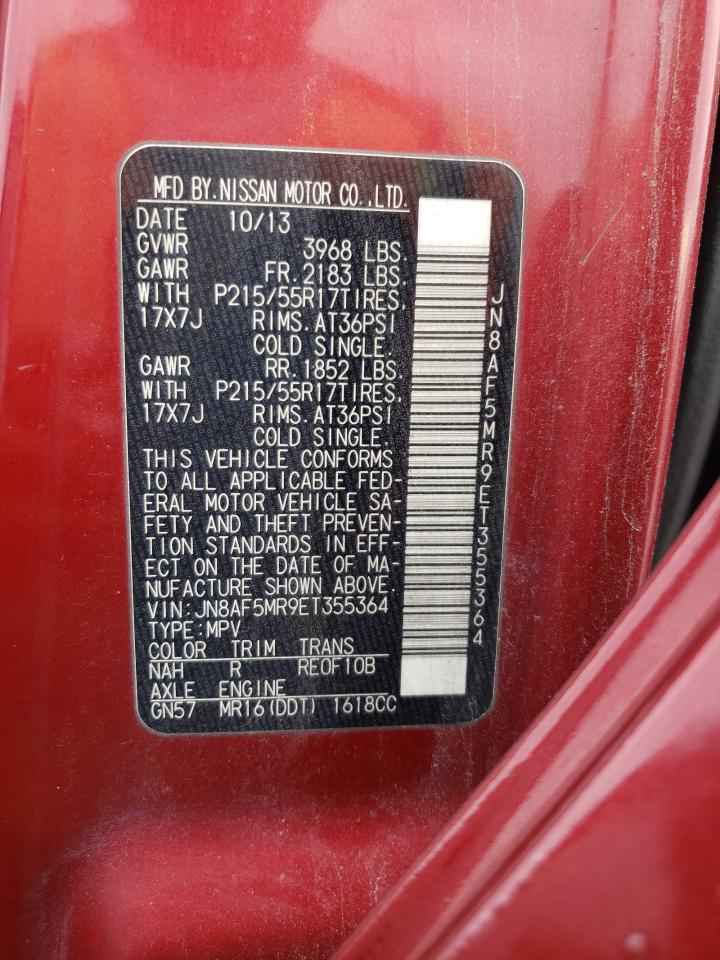 MFD BY.NISSAN MOTOR CO.,LTD.
DATE 10/13
GVWR 3968 LBS.
GAWR FR.2183 LBS.
WITH P215/55R17TIRES,
17X7J RIMS.AT36PSI
COLD SINGLE.
GAWR RR.1852 LBS.
WITH P215/55R17TIRES,
17X7J RIMS.AT36PSI
COLD SINGLE.
THIS VEHICLE CONFORMS
TO ALL APPLICABLE FED-
ERAL MOTOR VEHICLE SA-
FETY AND THEFT PREVEN-
TION STANDARDS IN EFF-
ECT ON THE DATE OF MA-
NUFACTURE SHOWN ABOVE.
VIN:JN8AF5MR9ET355364
TYPE:MPV
COLOR TRIM TRANS
NAH R RE0F10B
AXLE ENGINE
GN57 MR16(DDT) 1618CC
JN8AF5MR9ET355364